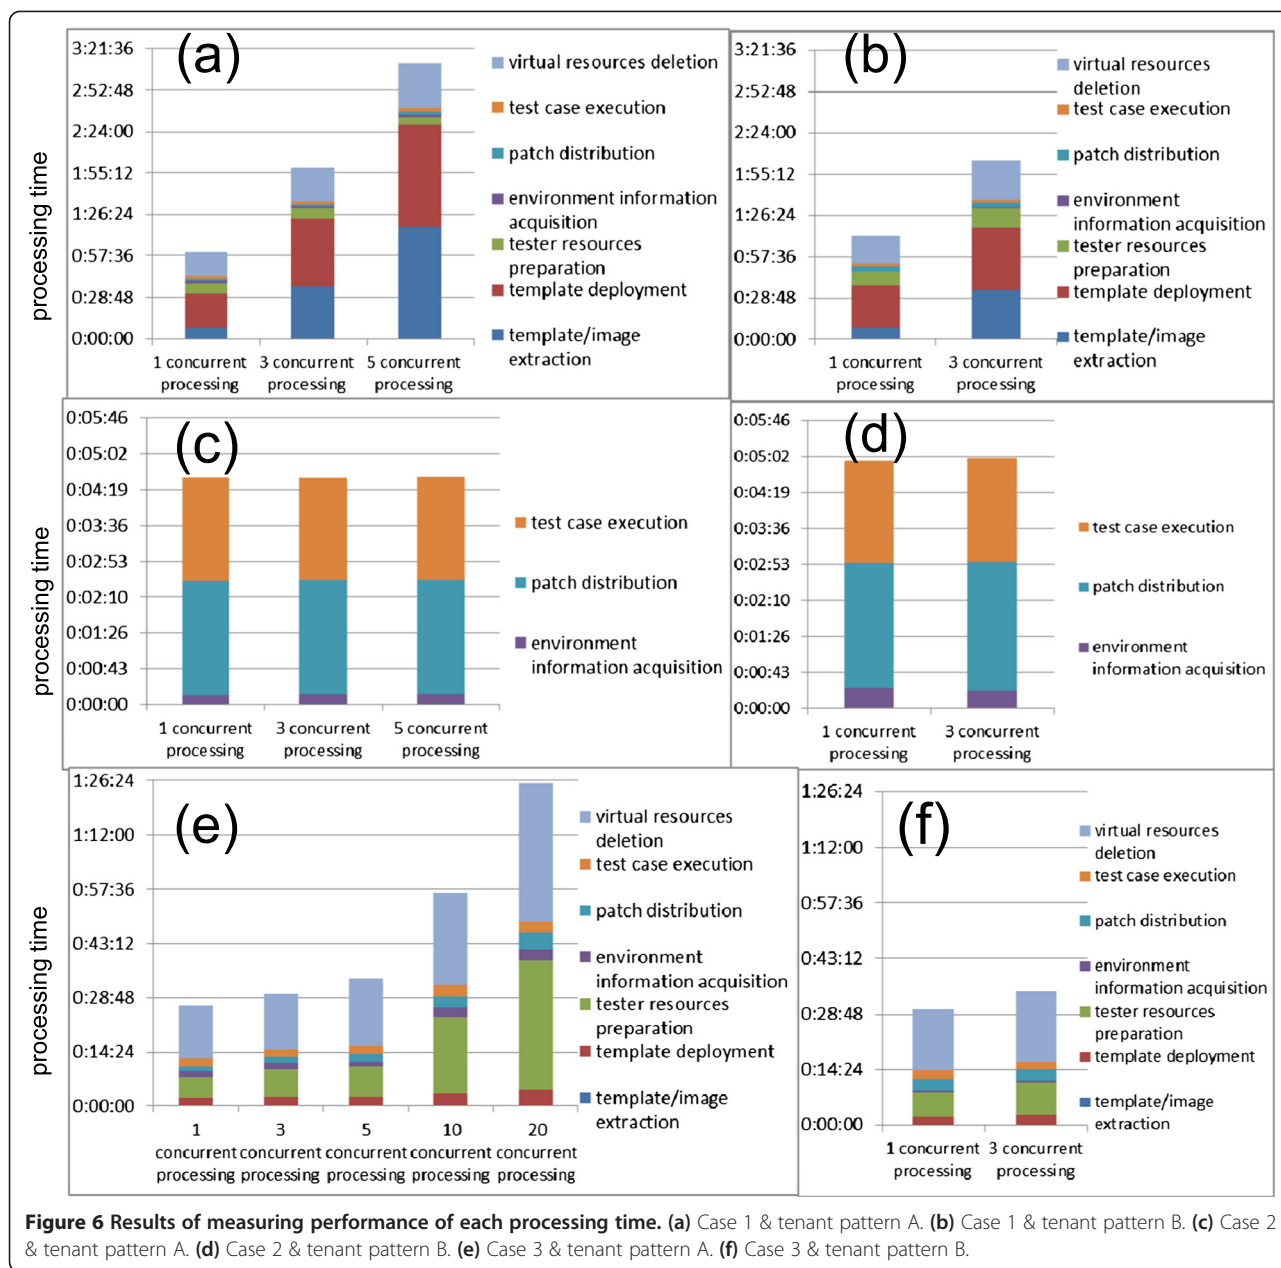 (a)
processing time
3:21:36
2:52:48
2:24:00
1:55:12
1:26:24
0:57:36
0:28:48
0:00:00
1 concurrent processing
3 concurrent processing
5 concurrent processing
virtual resources deletion
test case execution
patch distribution
environment information
acquisition
tester resources
preparation
template deployment
template/image
extraction
(b)
3:21:36
2:52:48
2:24:00
1:55:12
1:26:24
0:57:36
0:28:48
0:00:00
1 concurrent processing
3 concurrent processing
virtual resources
deletion
test case execution
patch distribution
environment
information acquisition
tester resources
preparation
template deployment
template/image
extraction
(c)
processing time
0:05:46
0:05:02
0:04:19
0:03:36
0:02:53
0:02:10
0:01:26
0:00:43
0:00:00
1 concurrent processing
3 concurrent processing
5 concurrent processing
test case execution
patch distribution
environment
information acquisition
(d)
0:05:46
0:05:02
0:04:19
0:03:36
0:02:53
0:02:10
0:01:26
0:00:43
0:00:00
1 concurrent processing
3 concurrent processing
test case execution
patch distribution
environment
information acquisition
(e)
processing time
1:26:24
1:12:00
0:57:36
0:43:12
0:28:48
0:14:24
0:00:00
1 concurrent processing
3 concurrent processing
5 concurrent processing
10 concurrent processing
20 concurrent processing
virtual resources
deletion
test case execution
patch distribution
environment
information acquisition
tester resources
preparation
template deployment
template/image
extraction
(f)
1:26:24
1:12:00
0:57:36
0:43:12
0:28:48
0:14:24
0:00:00
1 concurrent processing
3 concurrent processing
virtual resources
deletion
test case execution
patch distribution
environment
information acquisition
tester resources
preparation
template deployment
template/image
extraction
Figure 6 Results of measuring performance of each processing time. (a) Case 1 & tenant pattern A. (b) Case 1 & tenant pattern B. (c) Case 2
& tenant pattern A. (d) Case 2 & tenant pattern B. (e) Case 3 & tenant pattern A. (f) Case 3 & tenant pattern B.